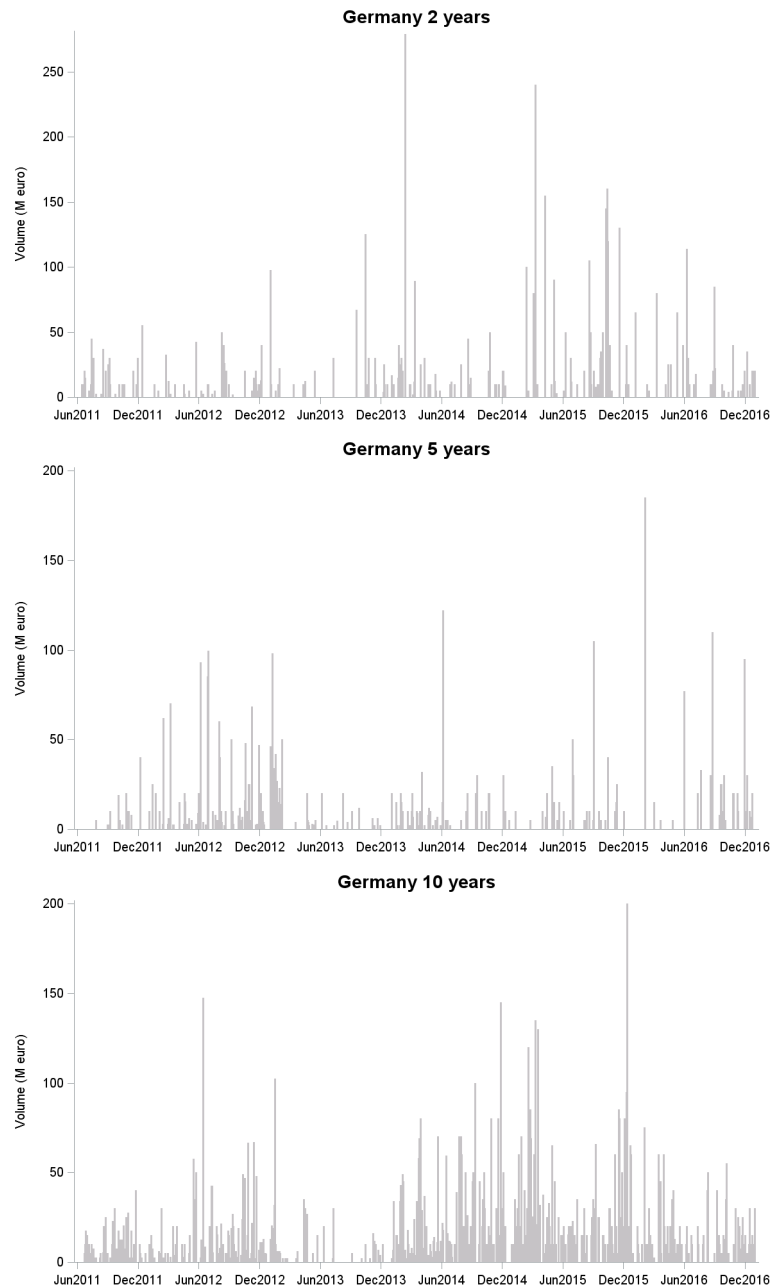 Germany 2 years
Volume (M euro)
250
200
150
100
50
0
Jun2011 Dec2011 Jun2012 Dec2012 Jun2013 Dec2013 Jun2014 Dec2014 Jun2015 Dec2015 Jun2016 Dec2016
Germany 5 years
Volume (M euro)
200
150
100
50
0
Jun2011 Dec2011 Jun2012 Dec2012 Jun2013 Dec2013 Jun2014 Dec2014 Jun2015 Dec2015 Jun2016 Dec2016
Germany 10 years
Volume (M euro)
200
150
100
50
0
Jun2011 Dec2011 Jun2012 Dec2012 Jun2013 Dec2013 Jun2014 Dec2014 Jun2015 Dec2015 Jun2016 Dec2016